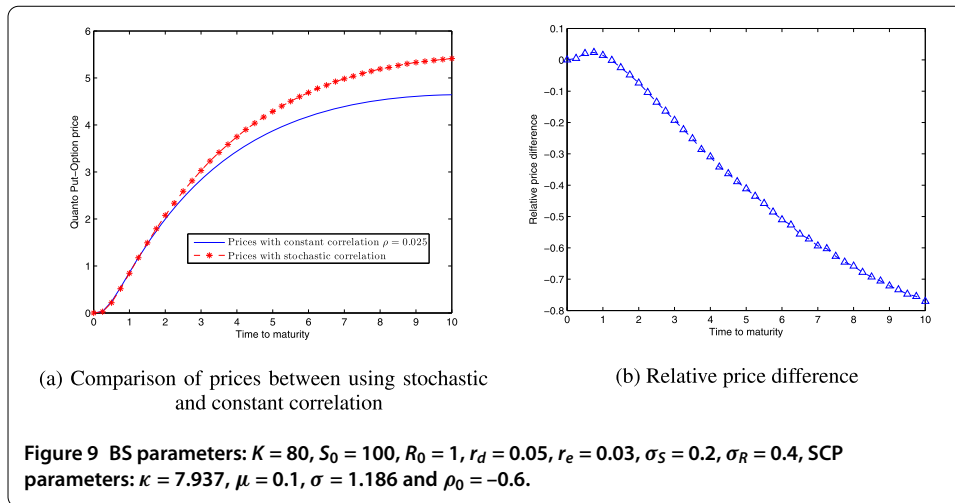 6
5
4
3
2
1
0
Quanto Put−Option price
0 1 2 3 4 5 6 7 8 9 10
Time to maturity
Prices with constant correlation ρ = 0.025
Prices with stochastic correlation
(a) Comparison of prices between using stochastic
and constant correlation
0.1
0
−0.1
−0.2
−0.3
−0.4
−0.5
−0.6
−0.7
−0.8
Relative price difference
0 1 2 3 4 5 6 7 8 9 10
Time to maturity
(b) Relative price difference
Figure 9 BS parameters: K = 80, S₀ = 100, R₀ = 1, r_d = 0.05, r_e = 0.03, σ_S = 0.2, σ_R = 0.4, SCP
parameters: κ = 7.937, μ = 0.1, σ = 1.186 and ρ₀ = –0.6.